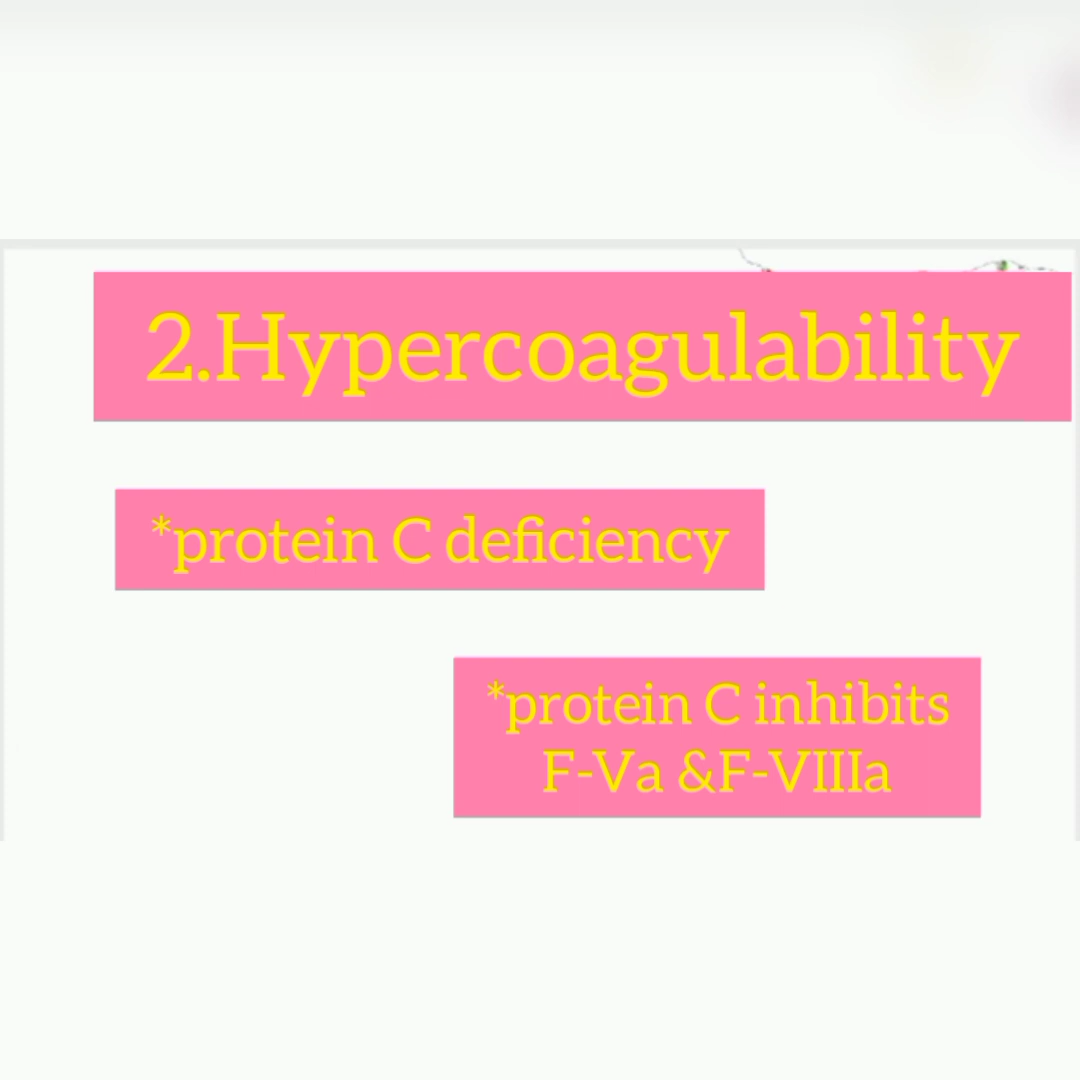 2.Hypercoagulability
*protein C deficiency
*protein C inhibits
F-Va &F-VIIIa